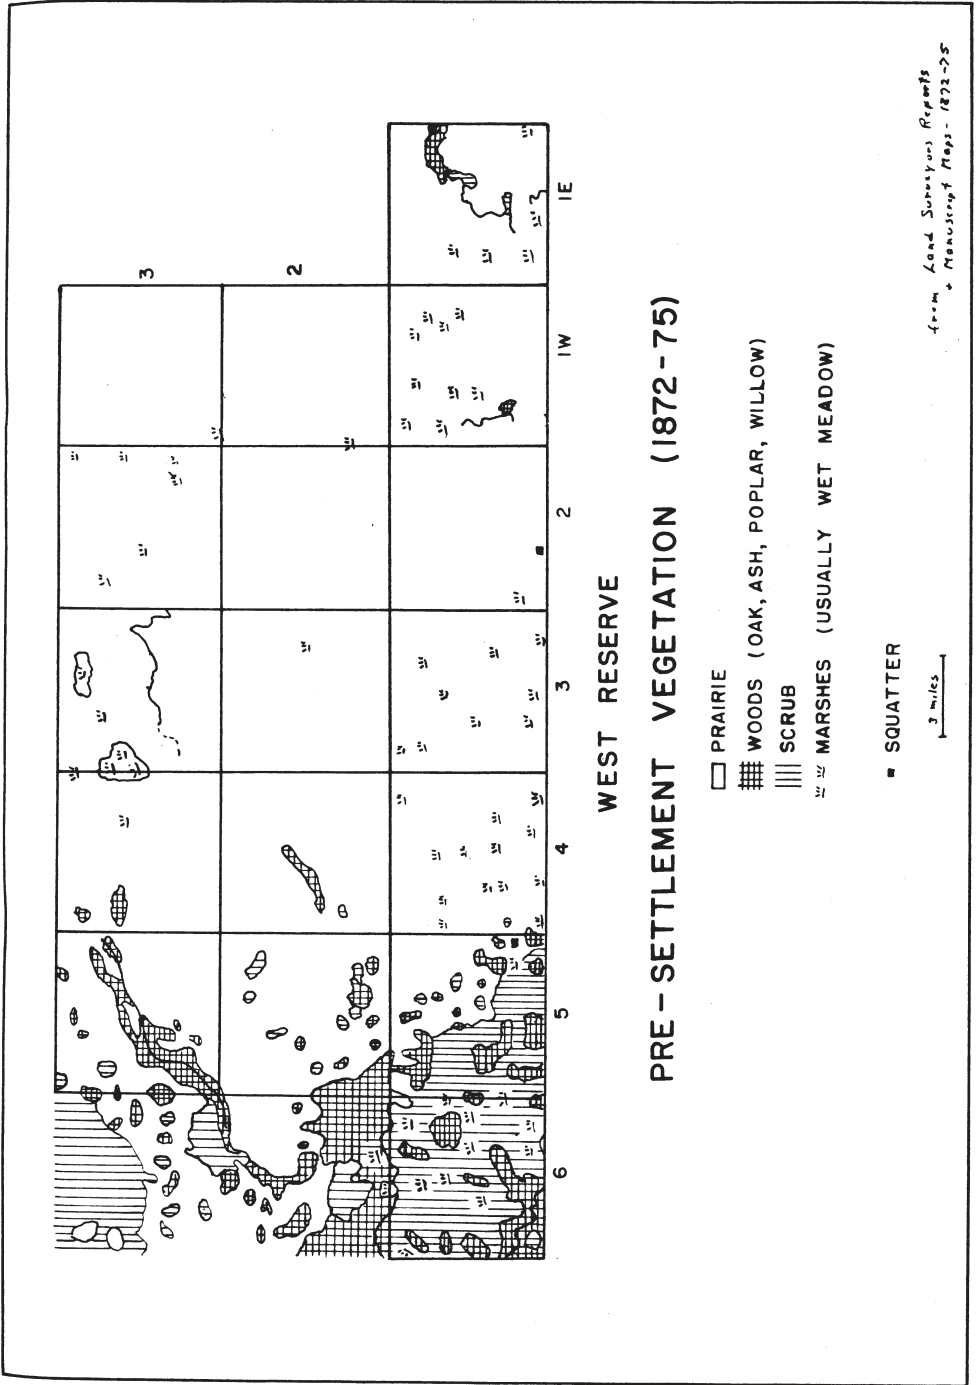 3
2
6
5
4
3
2
1W
1E
WEST RESERVE
PRE-SETTLEMENT VEGETATION (1872-75)
PRAIRIE
WOODS (OAK, ASH, POPLAR, WILLOW)
SCRUB
MARSHES (USUALLY WET MEADOW)
SQUATTER
3 miles
from Land Surveyors Reports
+ Manuscript Maps - 1872-75